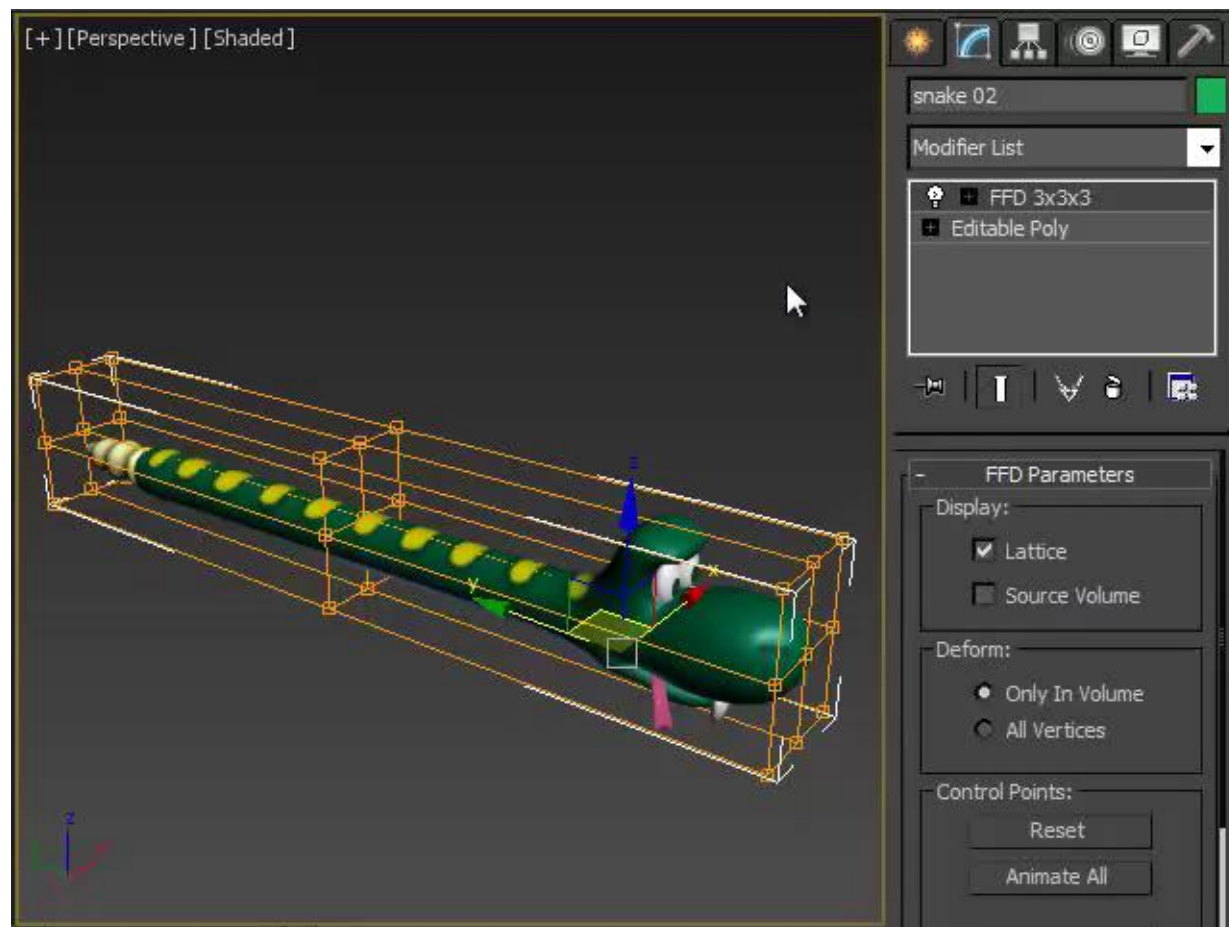 [+][Perspective][Shaded]
snake 02
Modifier List
FFD 3x3x3
Editable Poly
FFD Parameters
Display:
Lattice
Source Volume
Deform:
Only In Volume
All Vertices
Control Points:
Reset
Animate All
z
y
x
z